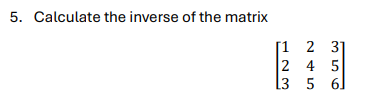 5. Calculate the inverse of the matrix
[1 2 3]
[2 4 5]
[3 5 6]